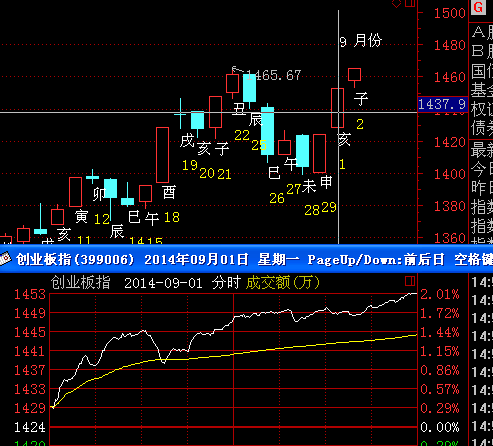 1500
G
9 月份
1480
A股
B股
1465.67
1460
国债
基金
子
1437.9
权证
丑
辰
2
债券
22
25
1420
戌
亥
子
亥
最新
19
20
21
巳
午
1
1400
今日
卯
酉
26
27
未
申
昨日
寅
28
29
1380
指数
12
辰
巳
午
18
指数
戌
亥
11
14
15
1360
指数
创业板指(399006) 2014年09月01日 星期一 PageUp/Down:前后日 空格键
创业板指 2014-09-01 分时 成交额(万)
1453
2.01%
14:5
1449
1.72%
14:5
1445
1.44%
14:5
1441
1.15%
14:5
1437
0.86%
14:5
1433
0.57%
14:5
1429
0.29%
14:5
1424
0.00%
14:5
1420
0.29%
14:5